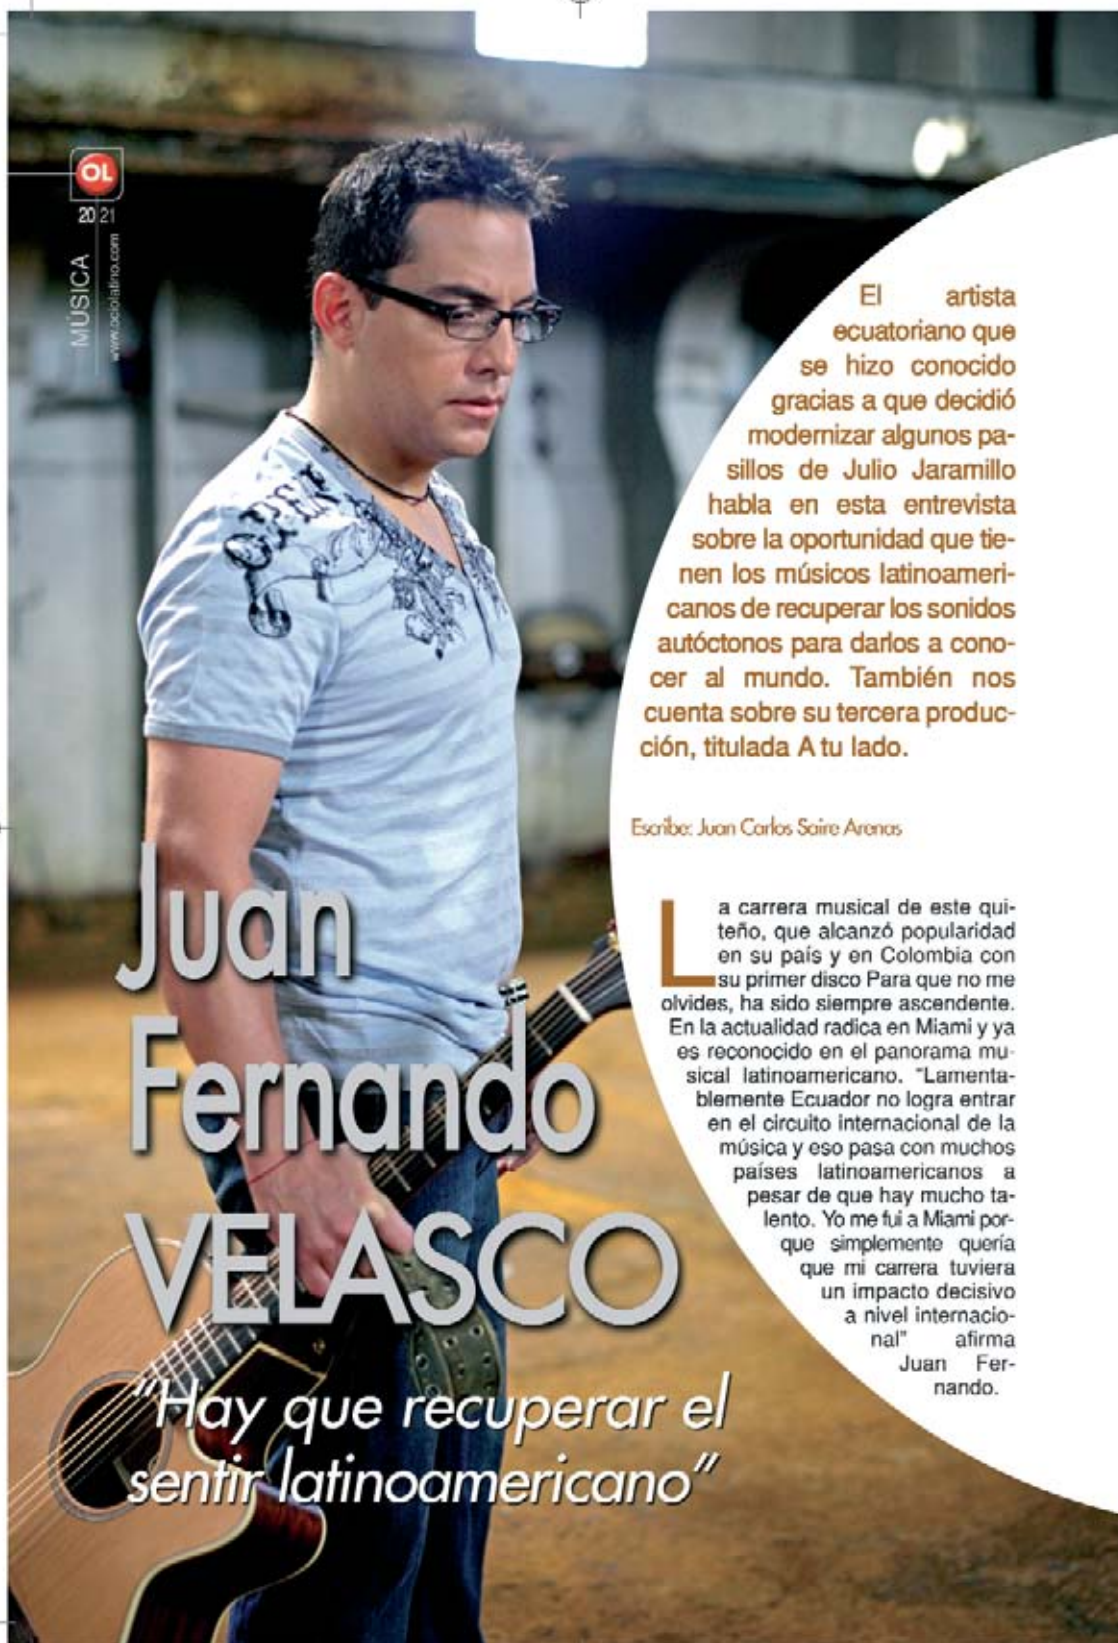 OL
20 21
MÚSICA
www.ociolatino.com
El artista
ecuatoriano que
se hizo conocido
gracias a que decidió
modernizar algunos pa-
sillos de Julio Jaramillo
habla en esta entrevista
sobre la oportunidad que tie-
nen los músicos latinoameri-
canos de recuperar los sonidos
autóctonos para darlos a cono-
cer al mundo. También nos
cuenta sobre su tercera produc-
ción, titulada A tu lado.
Escribe: Juan Carlos Saire Arenas
La carrera musical de este qui-
teño, que alcanzó popularidad
en su país y en Colombia con
su primer disco Para que no me
olvides, ha sido siempre ascendente.
En la actualidad radica en Miami y ya
es reconocido en el panorama mu-
sical latinoamericano. "Lamenta-
blemente Ecuador no logra entrar
en el circuito internacional de la
música y eso pasa con muchos
países latinoamericanos a
pesar de que hay mucho ta-
lento. Yo me fui a Miami por-
que simplemente quería
que mi carrera tuviera
un impacto decisivo
a nivel internacio-
nal" afirma
Juan Fer-
nando.
Juan
Fernando
VELASCO
"Hay que recuperar el
sentir latinoamericano"